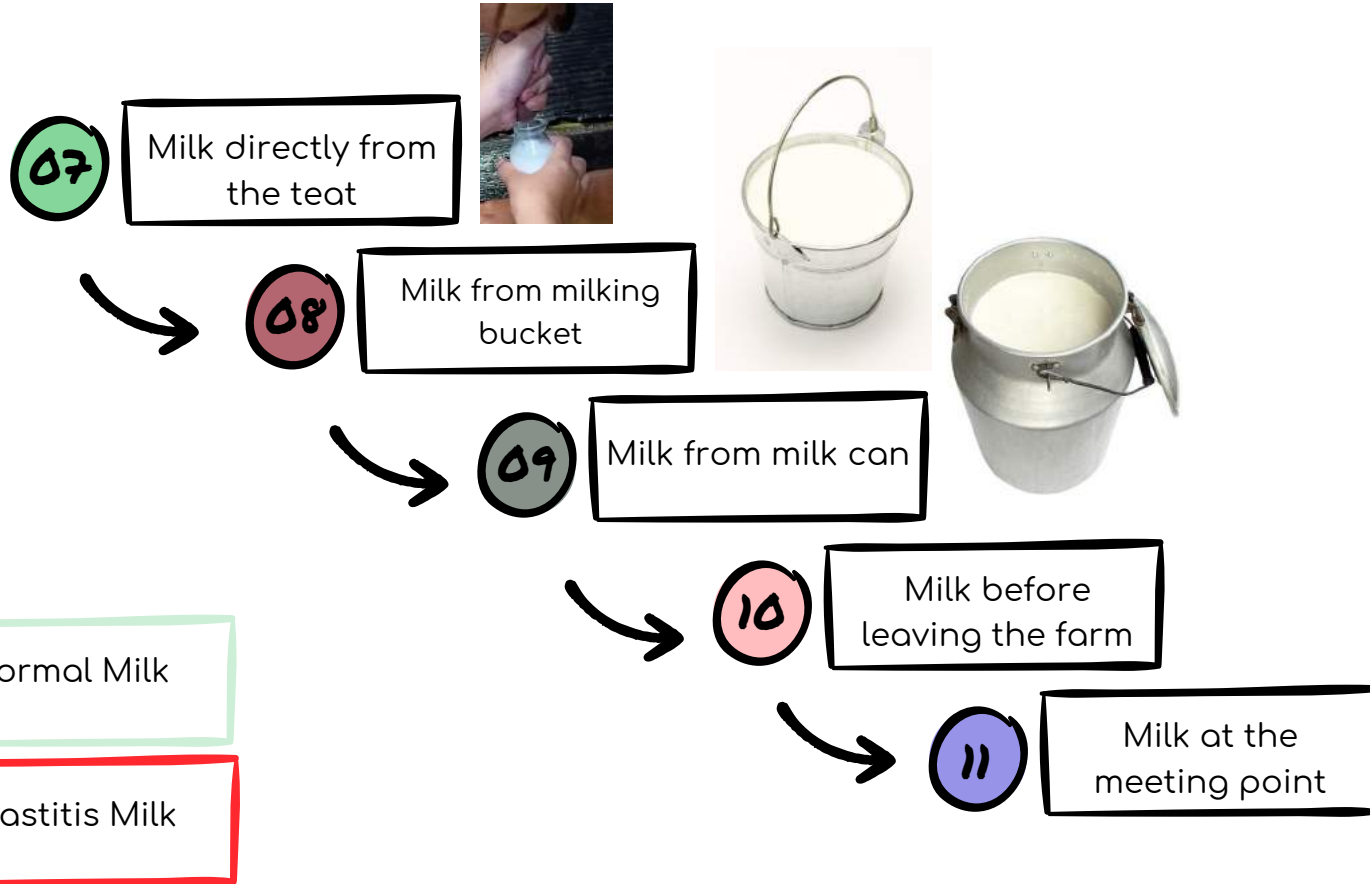 07
Milk directly from
the teat
08
Milk from milking
bucket
09
Milk from milk can
10
Milk before
leaving the farm
11
Milk at the
meeting point
ormal Milk
astitis Milk